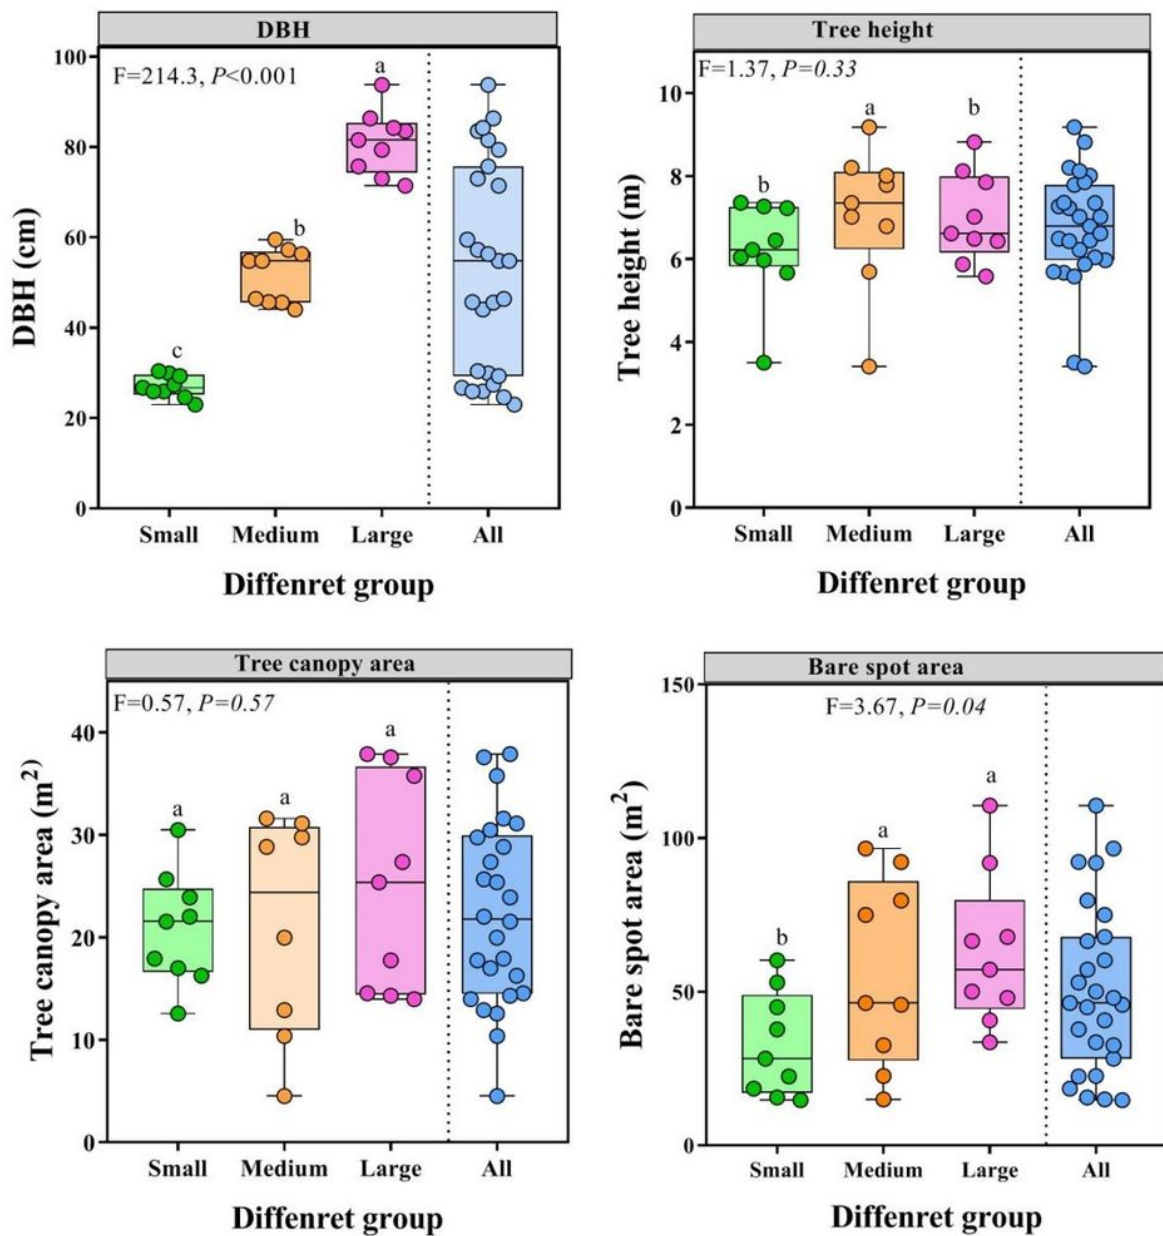 DBH
F=214.3, P<0.001
a
b
c
100
80
60
40
20
0
DBH (cm)
Small Medium Large All
Diffenret group
Tree height
F=1.37, P=0.33
b
a
b
10
8
6
4
2
0
Tree height (m)
Small Medium Large All
Diffenret group
Tree canopy area
F=0.57, P=0.57
a
a
a
40
30
20
10
0
Tree canopy area (m²)
Small Medium Large All
Diffenret group
Bare spot area
F=3.67, P=0.04
b
a
a
150
100
50
0
Bare spot area (m²)
Small Medium Large All
Diffenret group